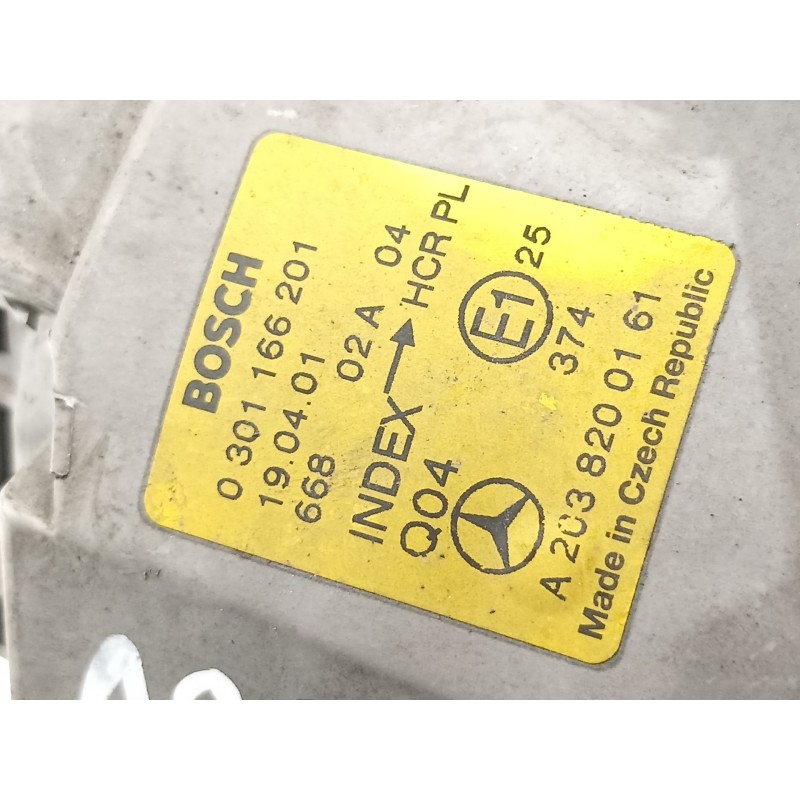 BOSCH
0 301 166 201
19.04.01
668 02 A 04
INDEX → HCR PL
Q04 E1 25
374
A 203 820 01 61
Made in Czech Republic